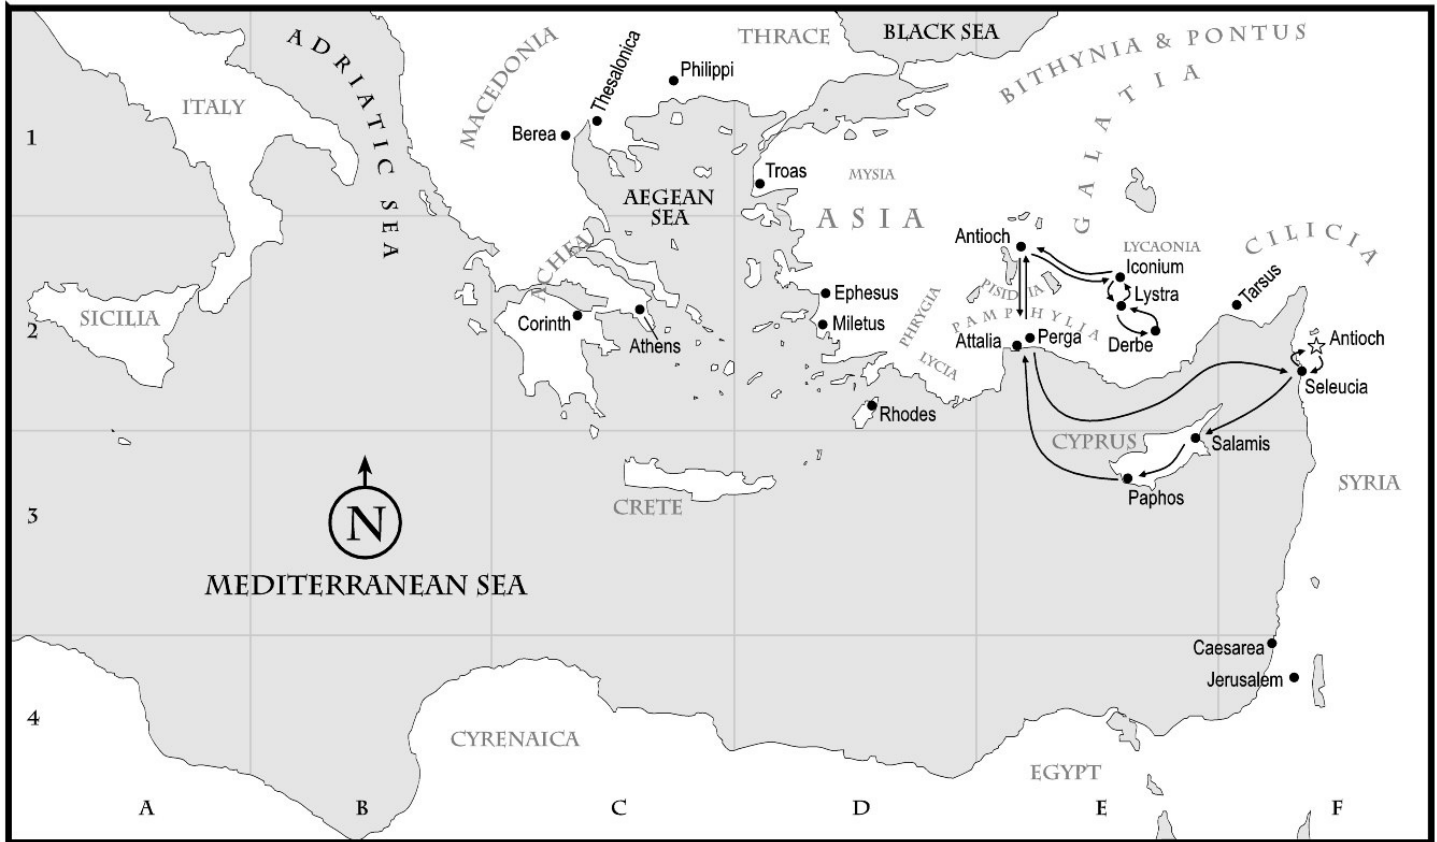 ADRIATIC SEA
MACEDONIA
Thesalonica
THRACE
BLACK SEA
BITHYNIA & PONTUS
GALATIA
Philippi
ITALY
1
Berea
Troas
MYSIA
AEGEAN
SEA
ASIA
ACHEA
Antioch
LYCAONIA
CILICIA
Iconium
Tarsus
PISIDIA
Lystra
Ephesus
PHRYGIA
PAMPHYLIA
SICILIA
2
Corinth
Miletus
Athens
Attalia
Perga
Derbe
Antioch
LYCIA
Seleucia
Rhodes
CYPRUS
Salamis
SYRIA
Paphos
CRETE
3
N
MEDITERRANEAN SEA
Caesarea
Jerusalem
4
CYRENAICA
EGYPT
A
B
C
D
E
F